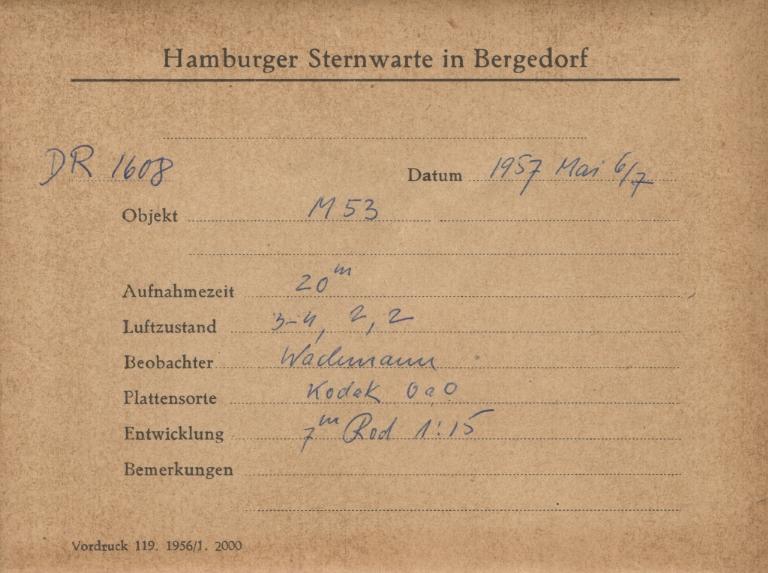 Hamburger Sternwarte in Bergedorf
DR 1608
Datum 1957 Mai 6/7
Objekt M 53
Aufnahmezeit 20m
Luftzustand 3-4, 2, 2
Beobachter Wachmann
Plattensorte Kodak OaO
Entwicklung 7m Rod 1:15
Bemerkungen
Vordruck 119. 1956/1. 2000